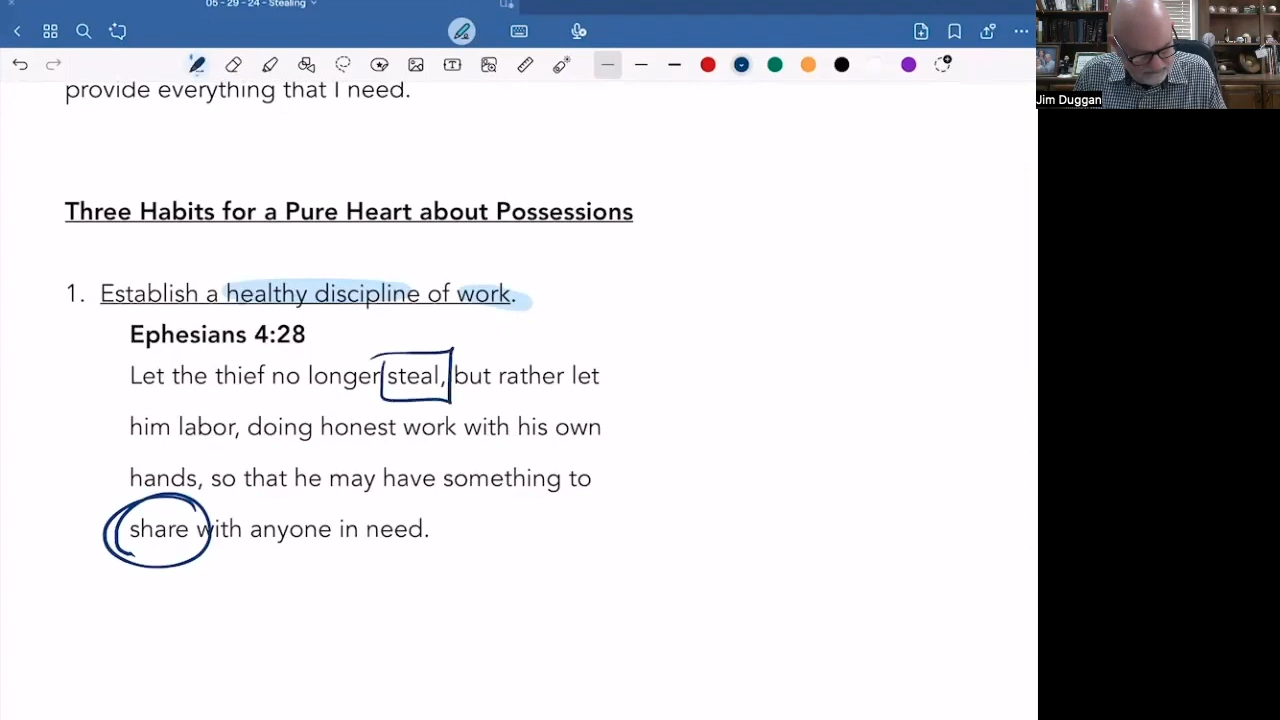 05 - 29 - 24 - Stealing
Jim Duggan
provide everything that I need.
Three Habits for a Pure Heart about Possessions
1. Establish a healthy discipline of work.
Ephesians 4:28
Let the thief no longer steal, but rather let
him labor, doing honest work with his own
hands, so that he may have something to
share with anyone in need.